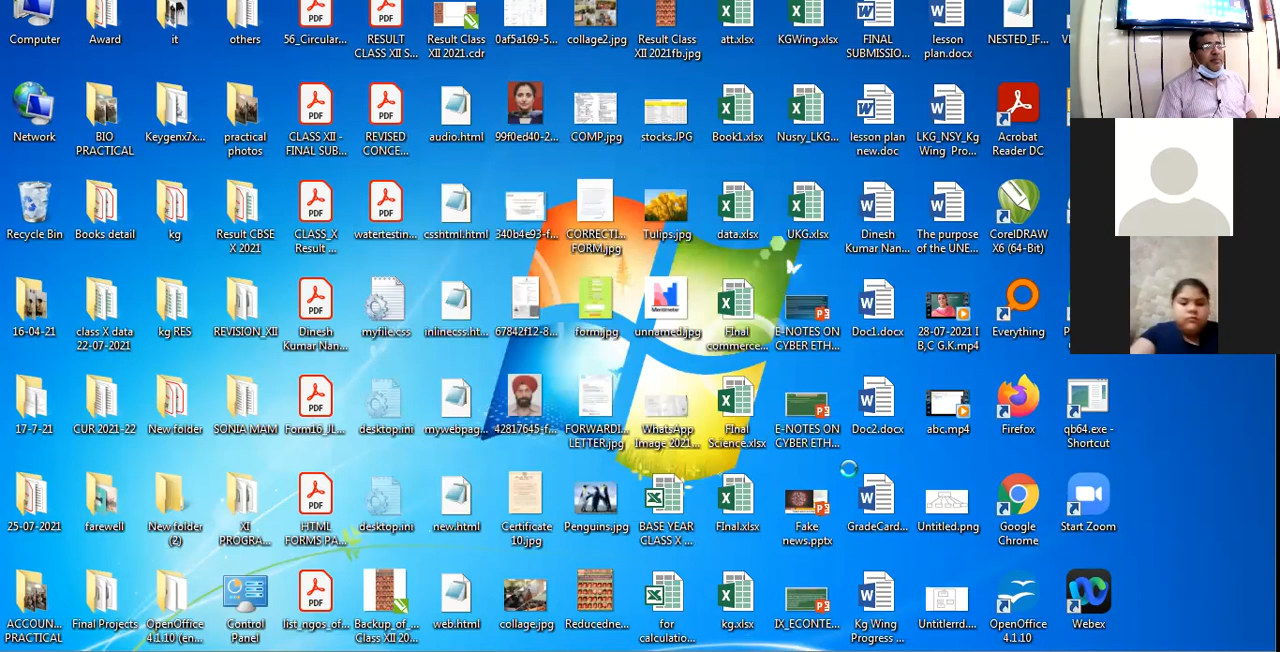 Computer
Award
it
others
56_Circular...
RESULT
CLASS XII S...
Result Class
XII 2021.cdr
0af5a169-5...
collage2.jpg
Result Class
XII 2021fb.jpg
att.xlsx
KGWing.xlsx
FINAL
SUBMISSIO...
lesson
plan.docx
NESTED_IF...
Network
BIO
PRACTICAL
Keygenx7x...
practical
photos
CLASS XII -
FINAL SUB...
REVISED
CONCE...
audio.html
99f0ed40-2...
COMP.jpg
stocks.JPG
Book1.xlsx
Nusry_LKG...
lesson plan
new.doc
LKG_NSY_Kg
Wing Pro...
Acrobat
Reader DC
Recycle Bin
Books detail
kg
Result CBSE
X 2021
CLASS_X
Result ...
watertestin...
csshtml.html
340b4e93-f...
CORRECTI...
FORM.jpg
Tulips.jpg
data.xlsx
UKG.xlsx
Dinesh
Kumar Nan...
The purpose
of the UNE...
CorelDRAW
X6 (64-Bit)
16-04-21
class X data
22-07-2021
kg RES
REVISION_XII
Dinesh
Kumar Nan...
myfile.css
inlinecss.ht...
67842f12-8...
form.jpg
unnamed.jpg
FInal
commerce...
E-NOTES ON
CYBER ETH...
Doc1.docx
28-07-2021 I
B,C G.K.mp4
Everything
17-7-21
CUR 2021-22
New folder
SONIA MAM
Form16_JL...
desktop.ini
mywebpag...
42817645-f...
FORWARDI...
LETTER.jpg
WhatsApp
Image 2021...
FInal
Science.xlsx
E-NOTES ON
CYBER ETH...
Doc2.docx
abc.mp4
Firefox
qb64.exe -
Shortcut
25-07-2021
farewell
New folder
(2)
XI
PROGRA...
HTML
FORMS PA...
desktop.ini
new.html
Certificate
10.jpg
Penguins.jpg
BASE YEAR
CLASS X ...
FInal.xlsx
Fake
news.pptx
GradeCard...
Untitled.png
Google
Chrome
Start Zoom
ACCOUN...
PRACTICAL
Final Projects
OpenOffice
4.1.10 (en...
Control
Panel
list_ngos_of...
Backup_of_...
Class XII 20...
web.html
collage.jpg
Reducedne...
for
calculatio...
kg.xlsx
IX_ECONTE...
Kg Wing
Progress ...
Untitlerrd....
OpenOffice
4.1.10
Webex